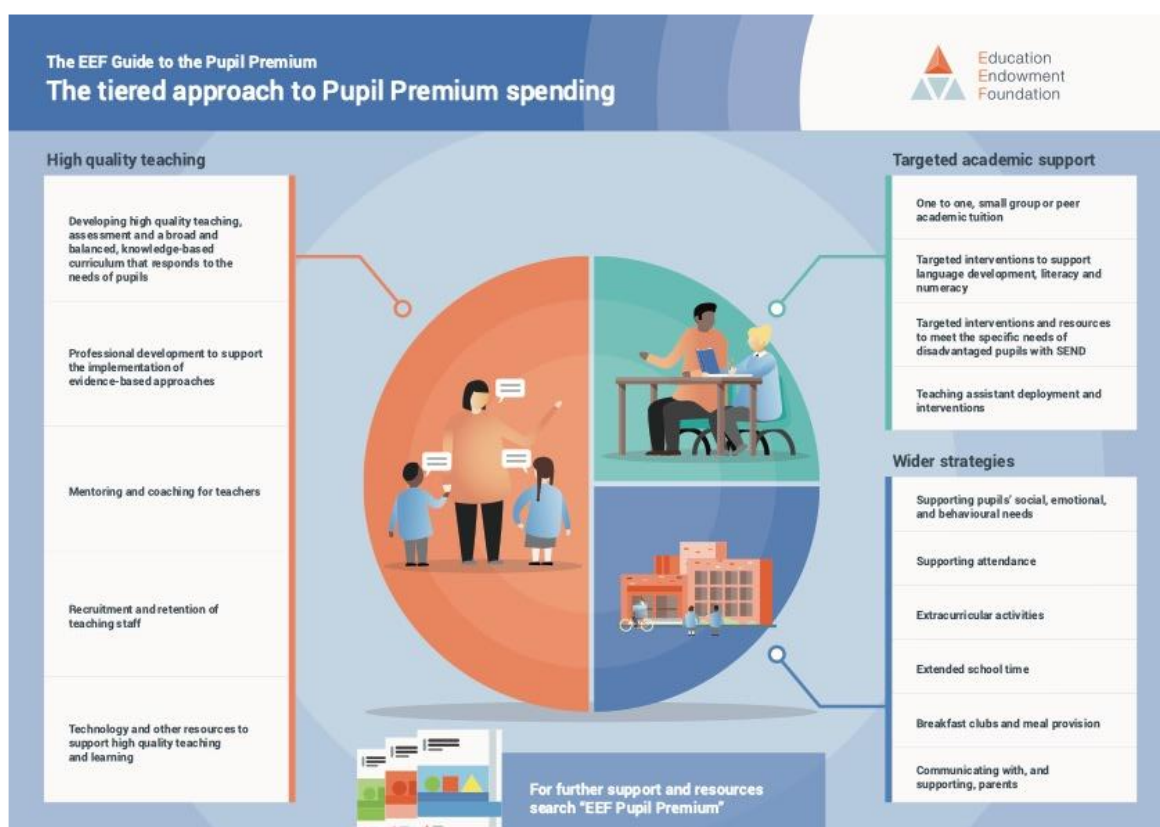 The EEF Guide to the Pupil Premium
The tiered approach to Pupil Premium spending
Education
Endowment
Foundation
High quality teaching
Developing high quality teaching,
assessment and a broad and
balanced, knowledge-based
curriculum that responds to the
needs of pupils
Professional development to support
the implementation of
evidence-based approaches
Mentoring and coaching for teachers
Recruitment and retention of
teaching staff
Technology and other resources to
support high quality teaching
and learning
Targeted academic support
One to one, small group or peer
academic tuition
Targeted interventions to support
language development, literacy and
numeracy
Targeted interventions and resources
to meet the specific needs of
disadvantaged pupils with SEND
Teaching assistant deployment and
interventions
Wider strategies
Supporting pupils' social, emotional,
and behavioural needs
Supporting attendance
Extracurricular activities
Extended school time
Breakfast clubs and meal provision
Communicating with, and
supporting, parents
For further support and resources
search “EEF Pupil Premium”